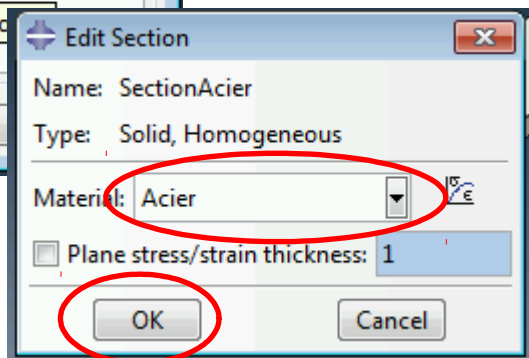 Edit Section
Name: SectionAcier
Type: Solid, Homogeneous
Material: Acier
Plane stress/strain thickness: 1
OK Cancel